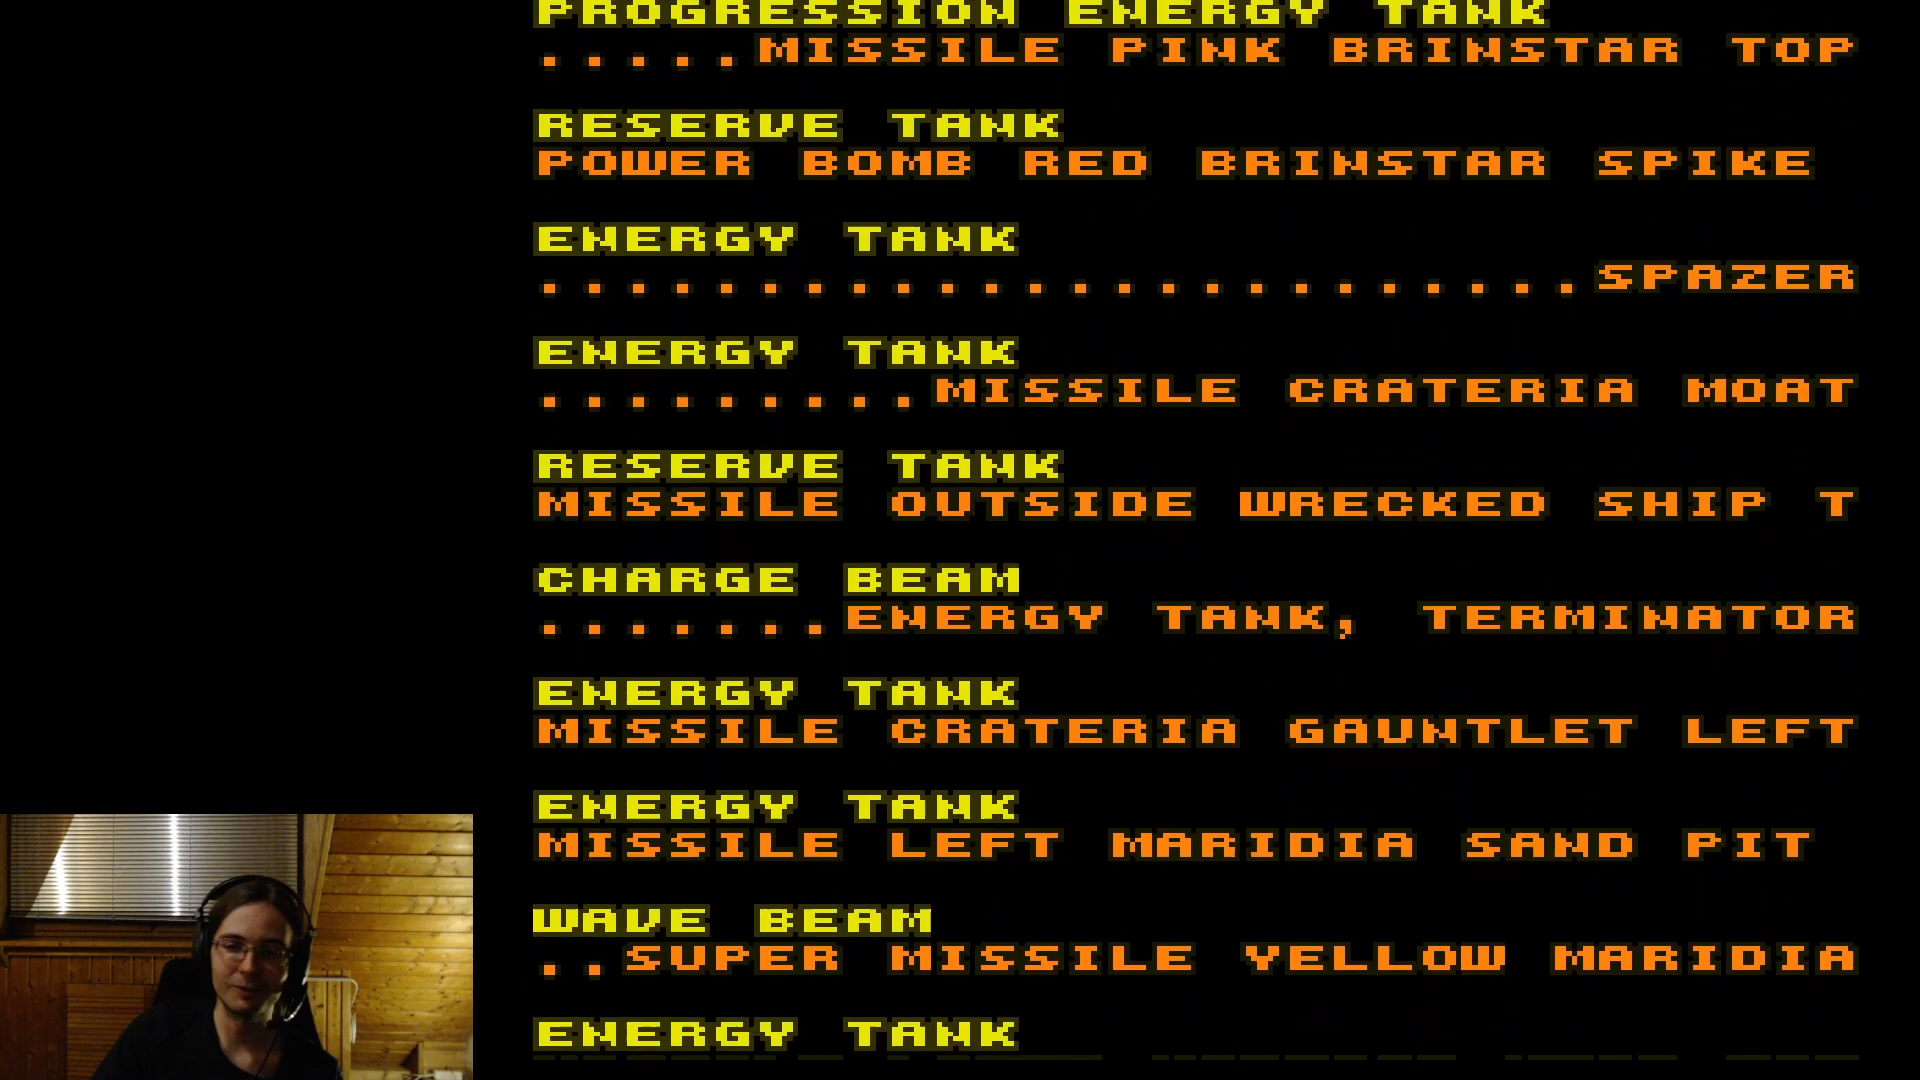 PROGRESSION ENERGY TANK
.....MISSILE PINK BRINSTAR TOP
RESERVE TANK
POWER BOMB RED BRINSTAR SPIKE
ENERGY TANK
........................SPAZER
ENERGY TANK
.........MISSILE CRATERIA MOAT
RESERVE TANK
MISSILE OUTSIDE WRECKED SHIP T
CHARGE BEAM
.......ENERGY TANK, TERMINATOR
ENERGY TANK
MISSILE CRATERIA GAUNTLET LEFT
ENERGY TANK
MISSILE LEFT MARIDIA SAND PIT
WAVE BEAM
..SUPER MISSILE YELLOW MARIDIA
ENERGY TANK